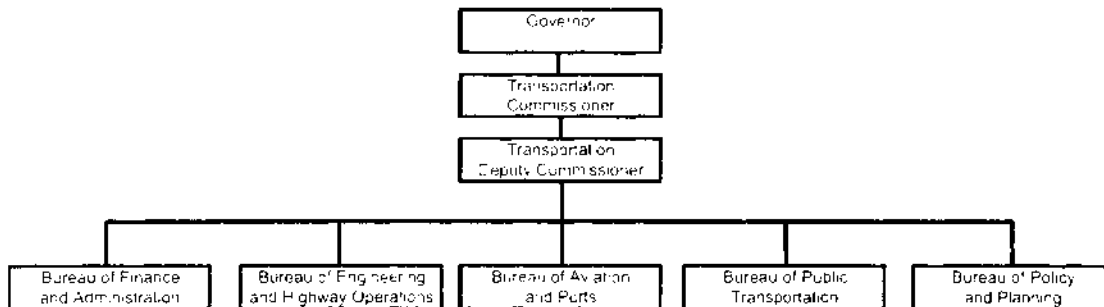 Governor
Transportation
Commissioner
Transportation
Deputy Commissioner
Bureau of Finance
and Administration
Bureau of Engineering
and Highway Operations
Bureau of Aviation
and Ports
Bureau of Public
Transportation
Bureau of Policy
and Planning